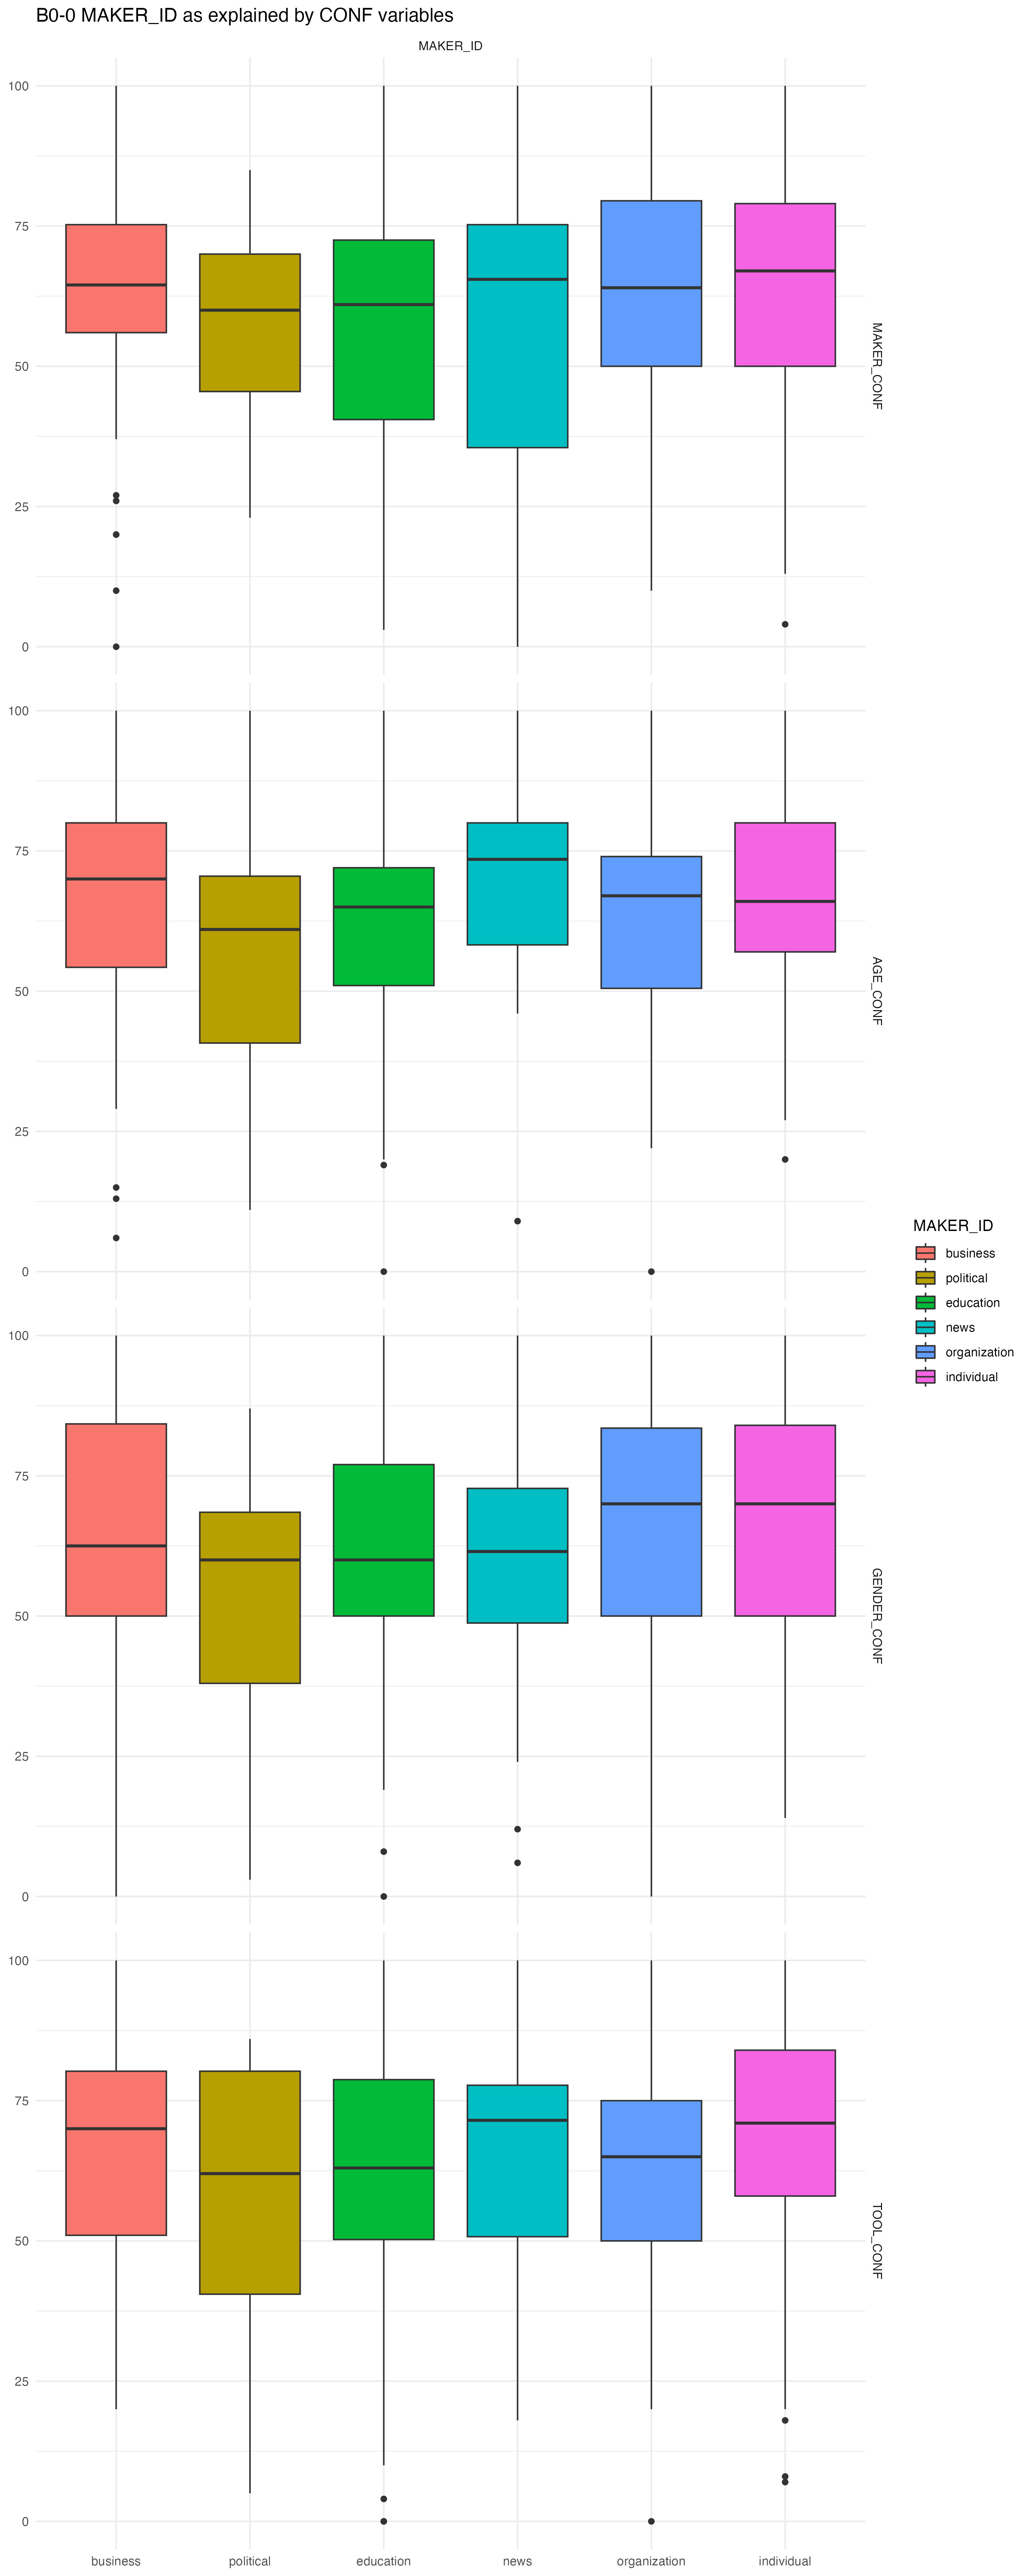 B0-0 MAKER_ID as explained by CONF variables
MAKER_ID
100
75
50
25
0
MAKER_CONF
100
75
50
25
0
AGE_CONF
100
75
50
25
0
GENDER_CONF
100
75
50
25
0
TOOL_CONF
business
political
education
news
organization
individual
MAKER_ID
business
political
education
news
organization
individual